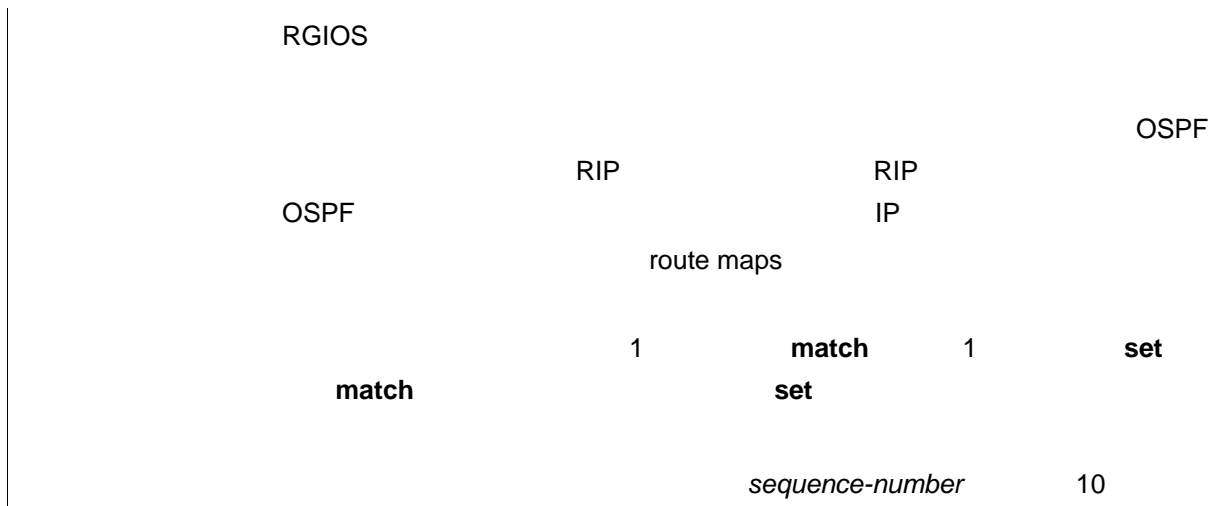 RGIOS
OSPF
RIP RIP
OSPF IP
route maps
1 match 1 set
match set
sequence-number 10